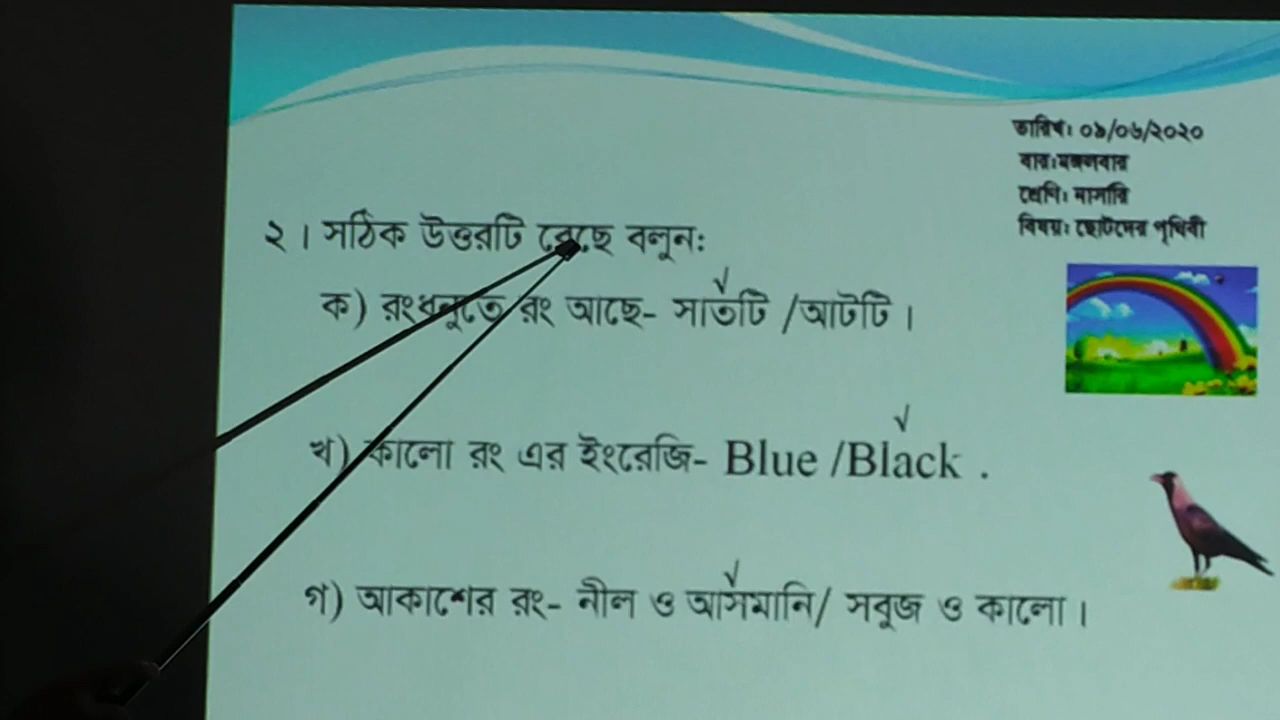 তারিখ: ০৯/০৬/২০২০
বার:মঙ্গলবার
শ্রেণি: নার্সারি
বিষয়: ছোটদের পৃথিবী
২। সঠিক উত্তরটি বেছে বলুন:
ক) রংধনুতে রং আছে- সাতটি /আটটি।
খ) কালো রং এর ইংরেজি- Blue /Black .
গ) আকাশের রং- নীল ও আসমানি/ সবুজ ও কালো।